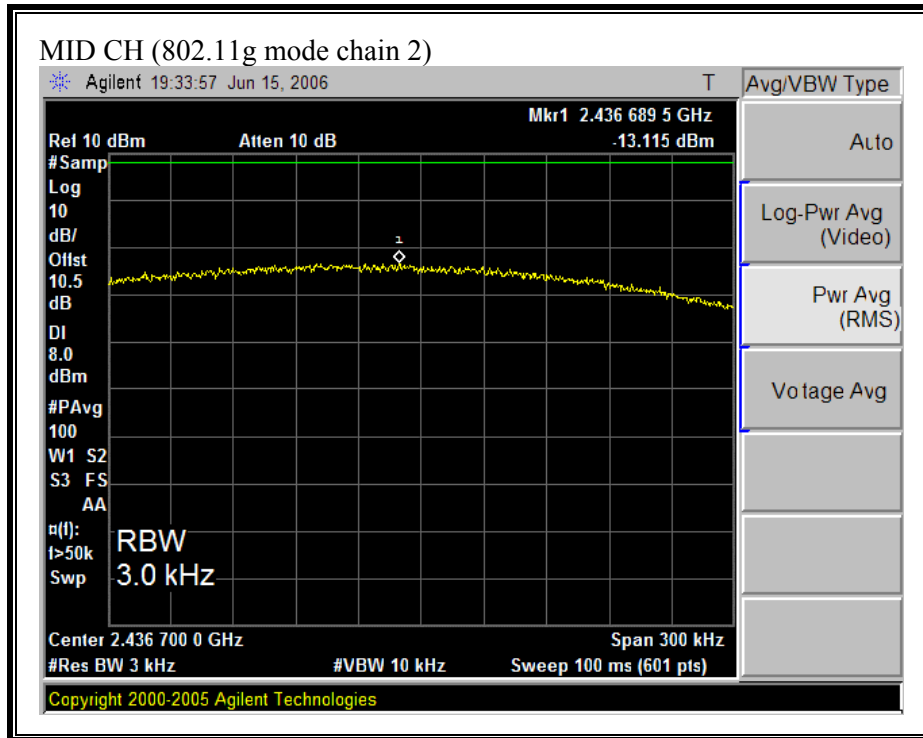 MID CH (802.11g mode chain 2)
Agilent 19:33:57 Jun 15, 2006 T
Mkr1 2.436 689 5 GHz
Ref 10 dBm Atten 10 dB -13.115 dBm
#Samp
Log
10
dB/
Offst
10.5
dB
DI
8.0
dBm
#PAvg
100
W1 S2
S3 FS
AA
¤(f):
f>50k
Swp
1
RBW
3.0 kHz
Center 2.436 700 0 GHz Span 300 kHz
#Res BW 3 kHz #VBW 10 kHz Sweep 100 ms (601 pts)
Copyright 2000-2005 Agilent Technologies
Avg/VBW Type
Auto
Log-Pwr Avg
(Video)
Pwr Avg
(RMS)
Voltage Avg